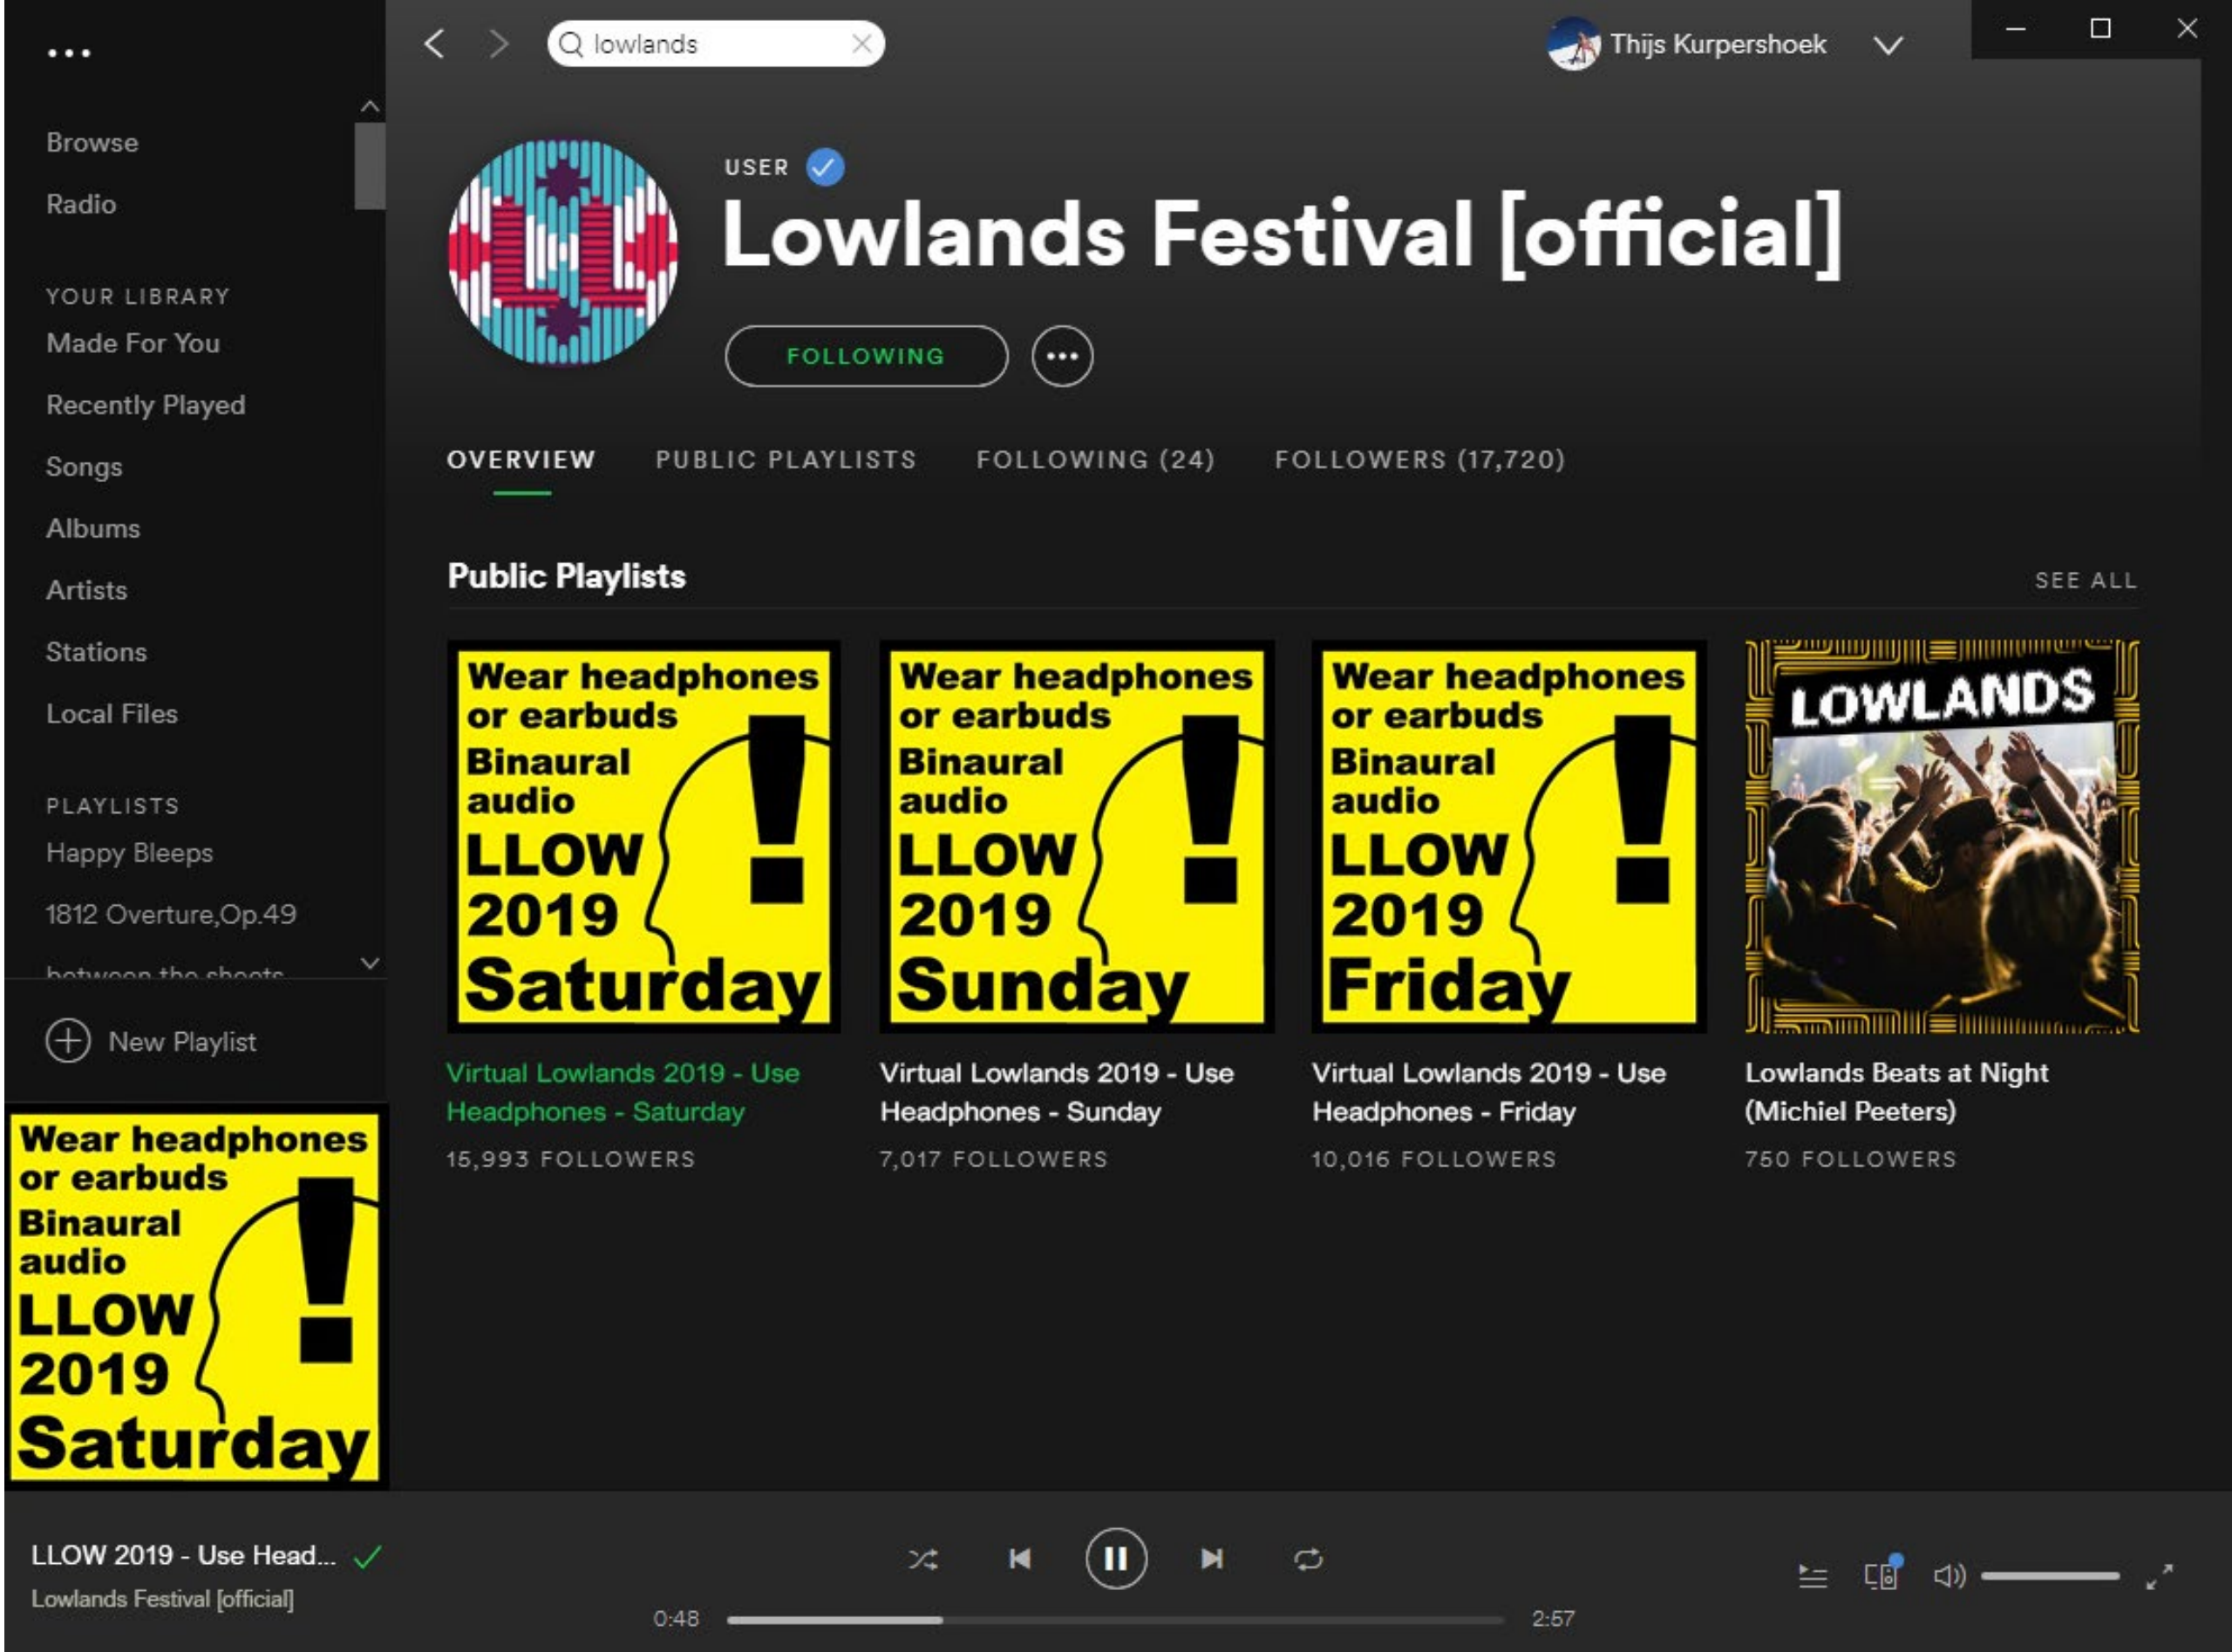 lowlands
Thijs Kurpershoek
Browse
Radio
YOUR LIBRARY
Made For You
Recently Played
Songs
Albums
Artists
Stations
Local Files
PLAYLISTS
Happy Bleeps
1812 Overture,Op.49
between the sheets
New Playlist
Wear headphones
or earbuds
Binaural
audio
LLOW
2019
Saturday
USER
Lowlands Festival [official]
FOLLOWING
OVERVIEW PUBLIC PLAYLISTS FOLLOWING (24) FOLLOWERS (17,720)
Public Playlists
SEE ALL
Wear headphones
or earbuds
Binaural
audio
LLOW
2019
Saturday
Virtual Lowlands 2019 - Use
Headphones - Saturday
15,993 FOLLOWERS
Wear headphones
or earbuds
Binaural
audio
LLOW
2019
Sunday
Virtual Lowlands 2019 - Use
Headphones - Sunday
7,017 FOLLOWERS
Wear headphones
or earbuds
Binaural
audio
LLOW
2019
Friday
Virtual Lowlands 2019 - Use
Headphones - Friday
10,016 FOLLOWERS
LOWLANDS
Lowlands Beats at Night
(Michiel Peeters)
750 FOLLOWERS
LLOW 2019 - Use Head...
Lowlands Festival [official]
0:48
2:57